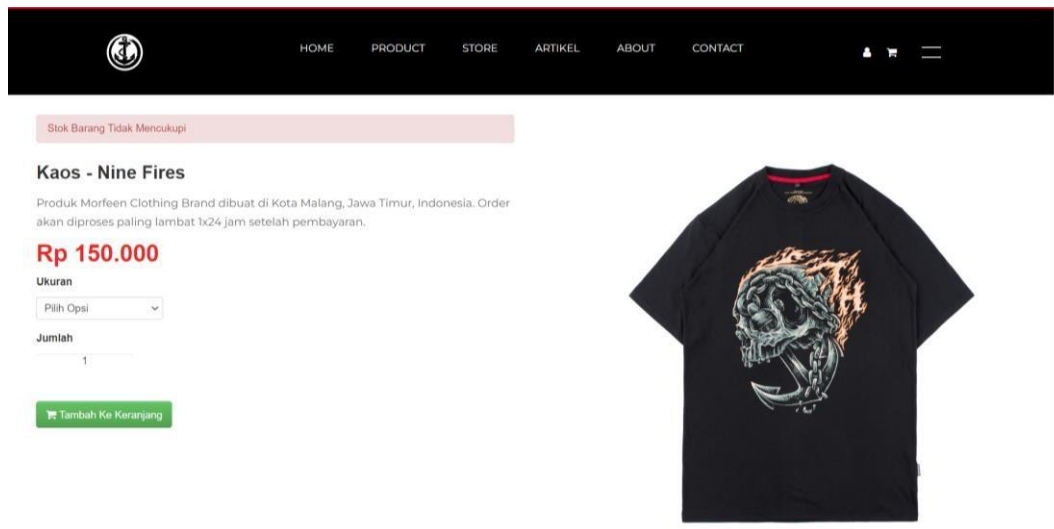 HOME PRODUCT STORE ARTIKEL ABOUT CONTACT
Stok Barang Tidak Mencukupi
Kaos - Nine Fires
Produk Morfeen Clothing Brand dibuat di Kota Malang, Jawa Timur, Indonesia. Order
akan diproses paling lambat 1x24 jam setelah pembayaran.
Rp 150.000
Ukuran
Pilih Opsi
Jumlah
1
Tambah Ke Keranjang